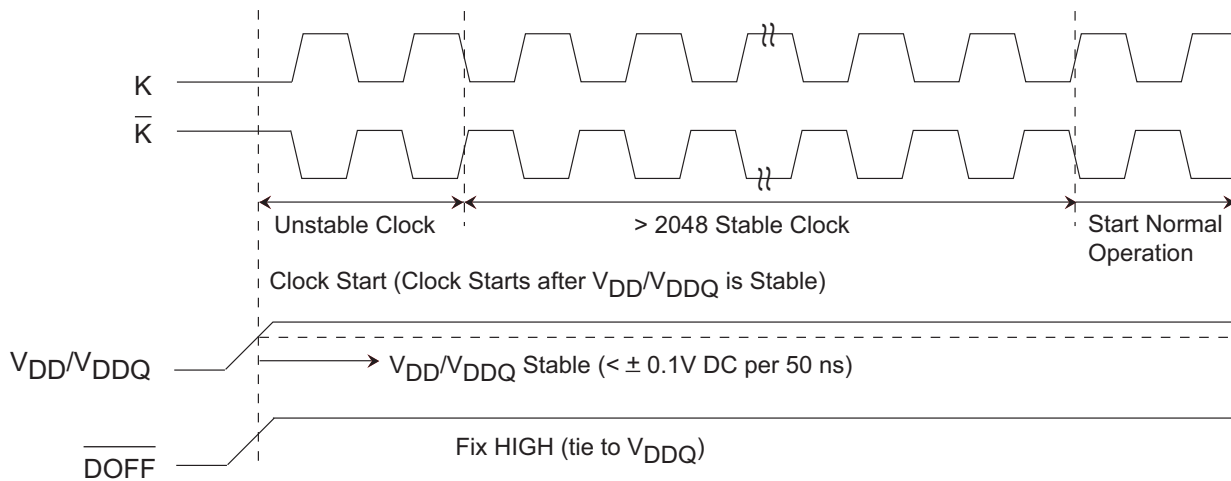 K
K̅
Unstable Clock
> 2048 Stable Clock
Start Normal
Operation
Clock Start (Clock Starts after VDD/VDDQ is Stable)
VDD/VDDQ
VDD/VDDQ Stable (< ± 0.1V DC per 50 ns)
D̅O̅F̅F̅
Fix HIGH (tie to VDDQ)